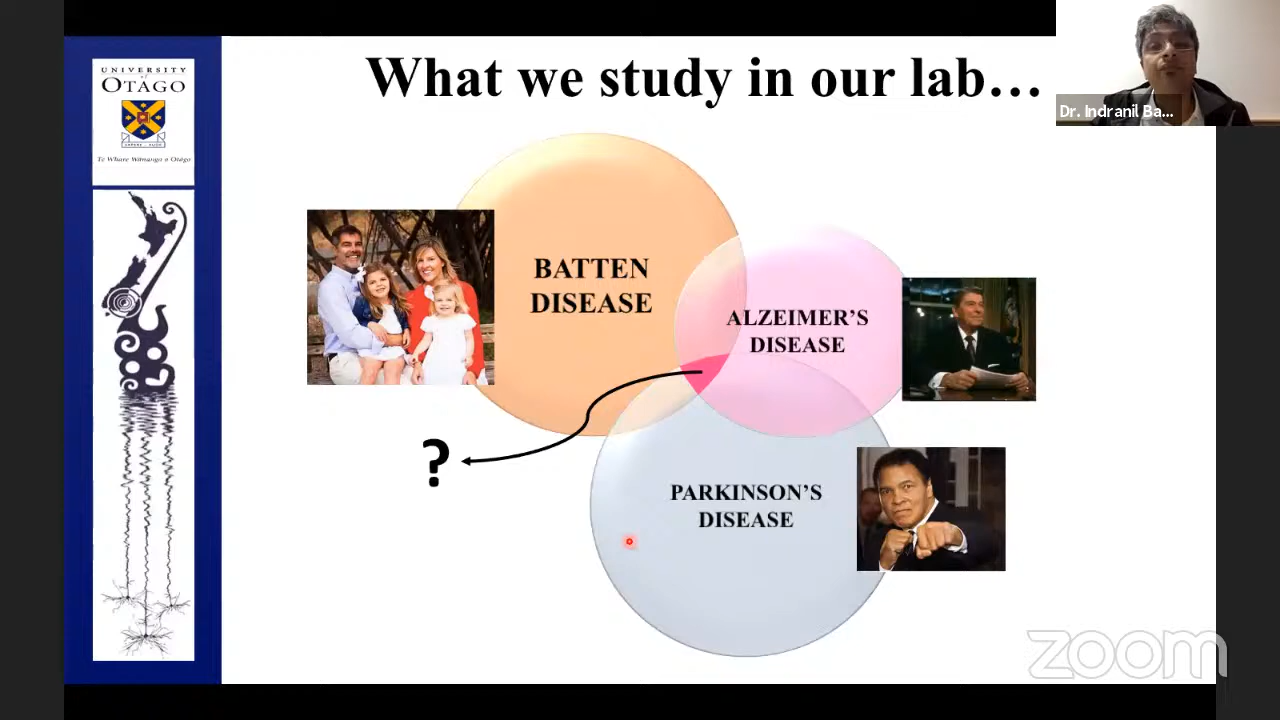 What we study in our lab…
Dr. Indranil Ba...
UNIVERSITY
of
OTAGO
Te Whare Wānanga o Otāgo
BATTEN
DISEASE
ALZEIMER'S
DISEASE
?
PARKINSON'S
DISEASE
zoom